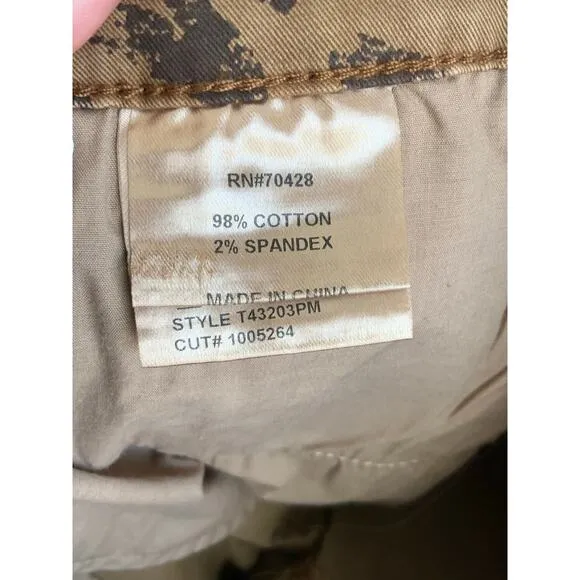 RN#70428
98% COTTON
2% SPANDEX
MADE IN CHINA
STYLE T43203PM
CUT# 1005264